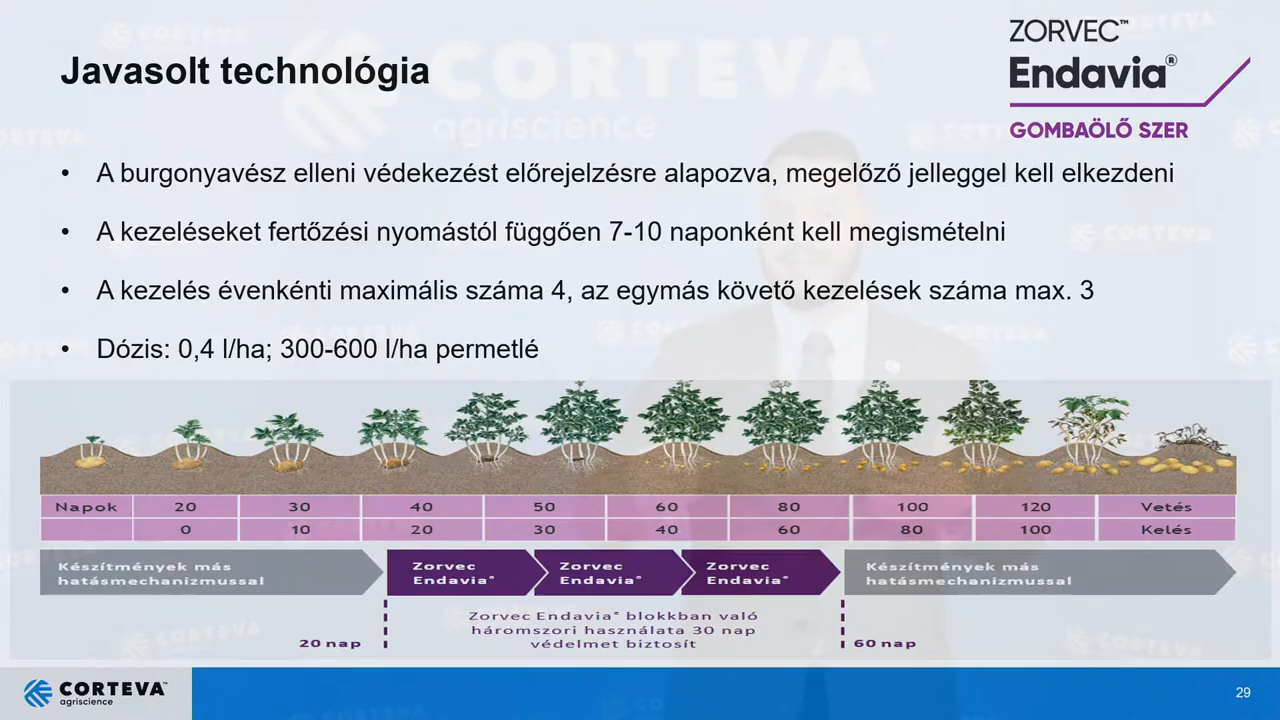 ZORVEC™
Javasolt technológia
Endavia®
GOMBAÖLŐ SZER
• A burgonyavész elleni védekezést előrejelzésre alapozva, megelőző jelleggel kell elkezdeni
• A kezeléseket fertőzési nyomástól függően 7-10 naponként kell megismételni
• A kezelés évenkénti maximális száma 4, az egymás követő kezelések száma max. 3
• Dózis: 0,4 l/ha; 300-600 l/ha permetlé
Napok 20 30 40 50 60 80 100 120 Vetés
0 10 20 30 40 60 80 100 Kelés
Készítmények más
hatásmechanizmussal
Zorvec
Endavia®
Zorvec
Endavia®
Zorvec
Endavia®
Készítmények más
hatásmechanizmussal
Zorvec Endavia® blokkban való
háromszori használata 30 nap
védelmet biztosít
20 nap
60 nap
CORTEVA™
agriscience
29
CORTEVA
agriscience